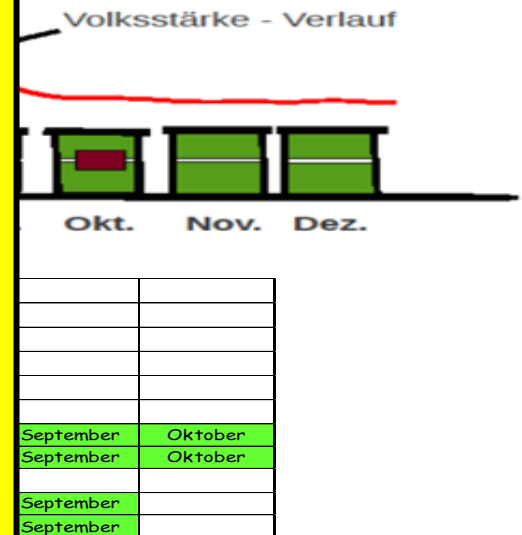 Volksstärke - Verlauf
. Okt. Nov. Dez.
September Oktober
September Oktober
September
September